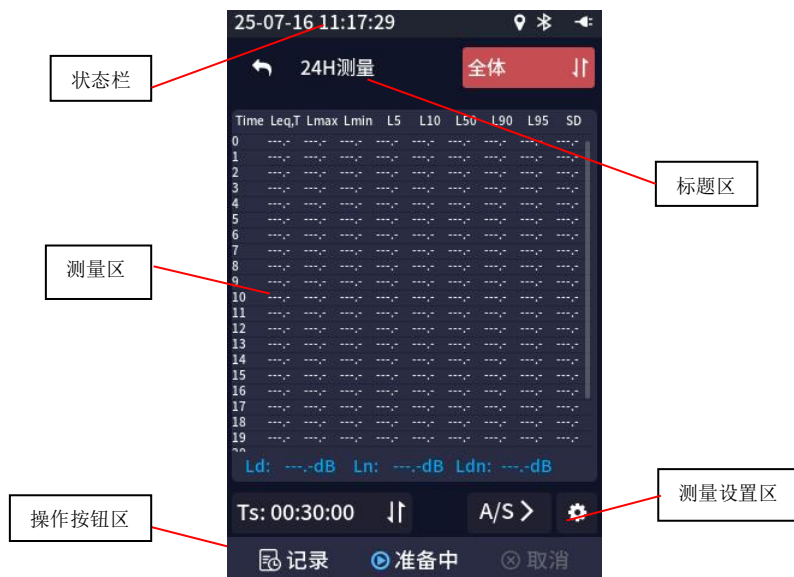 25-07-16 11:17:29
状态栏
24H测量
全体
Time Leq,T Lmax Lmin L5 L10 L50 L90 L95 SD
0 ---.- ---.- ---.- ---.- ---.- ---.- ---.- ---.- ---.-
1 ---.- ---.- ---.- ---.- ---.- ---.- ---.- ---.- ---.-
2 ---.- ---.- ---.- ---.- ---.- ---.- ---.- ---.- ---.-
3 ---.- ---.- ---.- ---.- ---.- ---.- ---.- ---.- ---.-
标题区
4 ---.- ---.- ---.- ---.- ---.- ---.- ---.- ---.- ---.-
5 ---.- ---.- ---.- ---.- ---.- ---.- ---.- ---.- ---.-
6 ---.- ---.- ---.- ---.- ---.- ---.- ---.- ---.- ---.-
7 ---.- ---.- ---.- ---.- ---.- ---.- ---.- ---.- ---.-
测量区
8 ---.- ---.- ---.- ---.- ---.- ---.- ---.- ---.- ---.-
9 ---.- ---.- ---.- ---.- ---.- ---.- ---.- ---.- ---.-
10 ---.- ---.- ---.- ---.- ---.- ---.- ---.- ---.- ---.-
11 ---.- ---.- ---.- ---.- ---.- ---.- ---.- ---.- ---.-
12 ---.- ---.- ---.- ---.- ---.- ---.- ---.- ---.- ---.-
13 ---.- ---.- ---.- ---.- ---.- ---.- ---.- ---.- ---.-
14 ---.- ---.- ---.- ---.- ---.- ---.- ---.- ---.- ---.-
15 ---.- ---.- ---.- ---.- ---.- ---.- ---.- ---.- ---.-
16 ---.- ---.- ---.- ---.- ---.- ---.- ---.- ---.- ---.-
17 ---.- ---.- ---.- ---.- ---.- ---.- ---.- ---.- ---.-
18 ---.- ---.- ---.- ---.- ---.- ---.- ---.- ---.- ---.-
19 ---.- ---.- ---.- ---.- ---.- ---.- ---.- ---.- ---.-
Ld: ---.-dB Ln: ---.-dB Ldn: ---.-dB
测量设置区
Ts: 00:30:00
A/S
操作按钮区
记录 准备中 取消